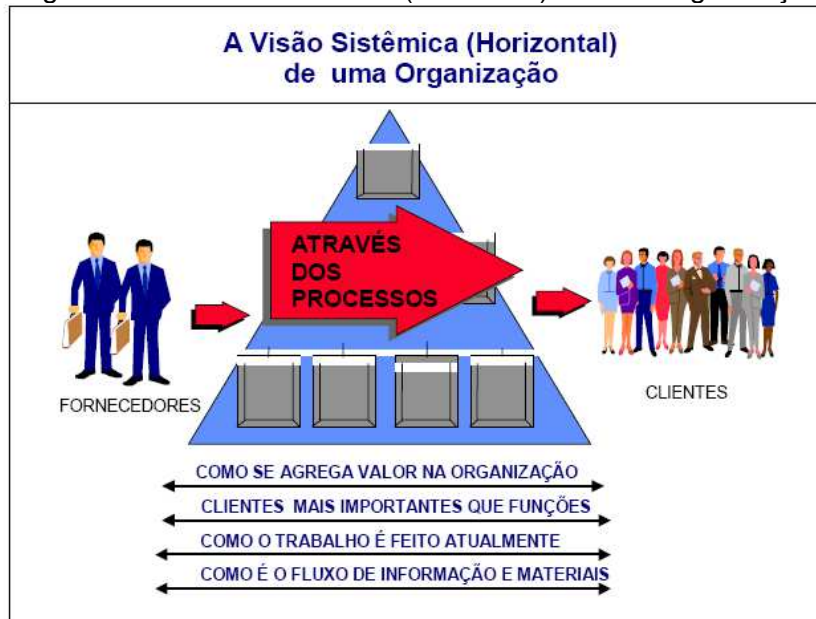 A Visão Sistêmica (Horizontal)
de uma Organização
ATRAVÉS
DOS
PROCESSOS
FORNECEDORES
CLIENTES
COMO SE AGREGA VALOR NA ORGANIZAÇÃO
CLIENTES MAIS IMPORTANTES QUE FUNÇÕES
COMO O TRABALHO É FEITO ATUALMENTE
COMO É O FLUXO DE INFORMAÇÃO E MATERIAIS